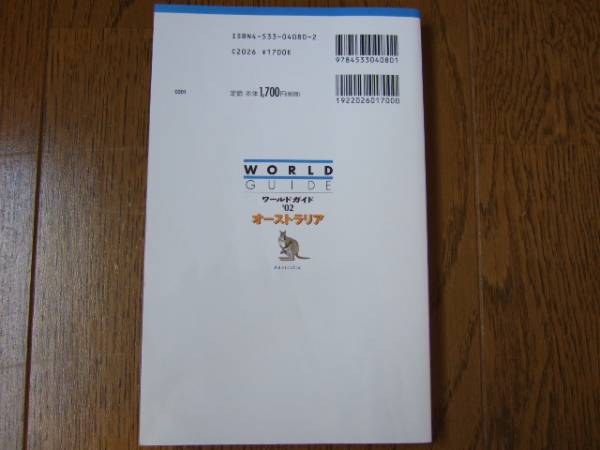 ISBN4-533-04080-2
C2026 ¥1700E
9784533040801
定価 本体1,700円(税別)
1922026017000
WORLD
GUIDE
ワールドガイド
'02
オーストラリア